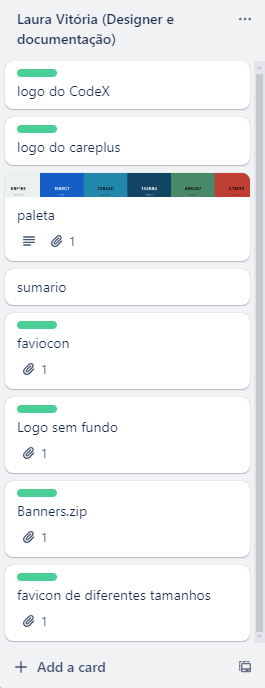 Laura Vitória (Designer e
documentação)
logo do CodeX
logo do careplus
paleta
1
sumario
faviocon
1
Logo sem fundo
1
Banners.zip
1
favicon de diferentes tamanhos
1
Add a card